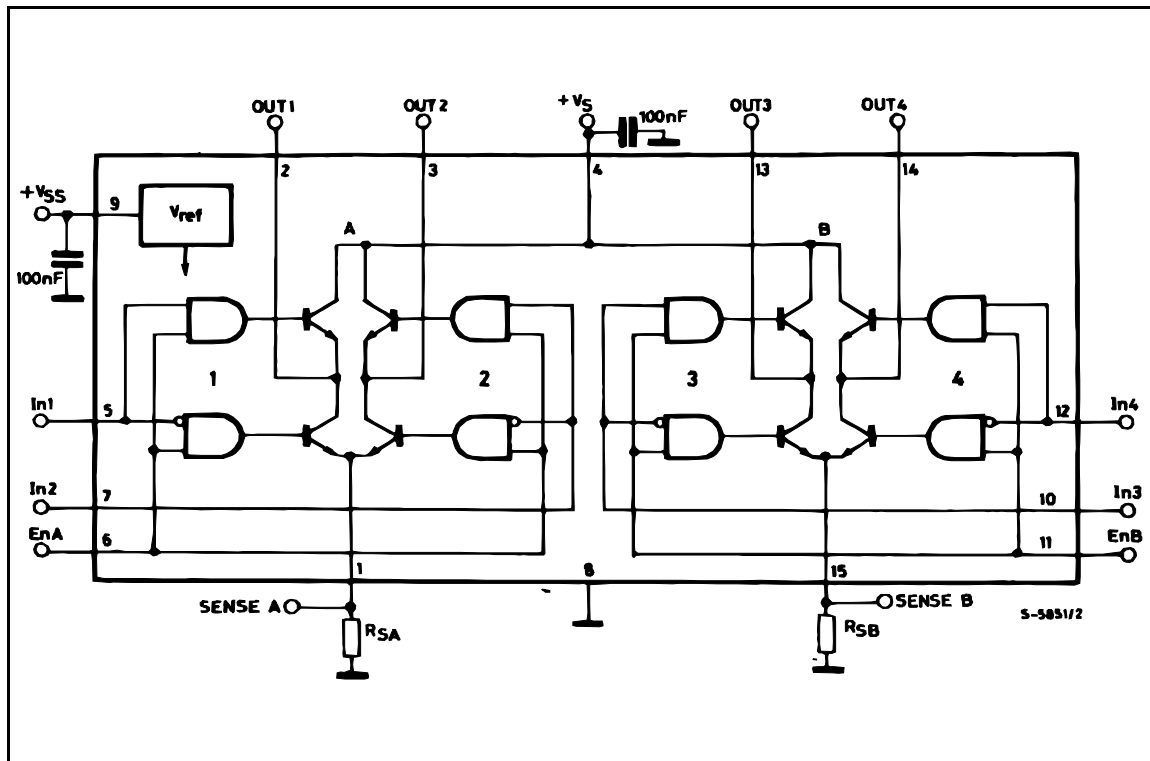 OUT1
OUT2
+VS
100nF
OUT3
OUT4
2
3
4
13
14
+VSS
9
Vref
A
B
100nF
1
2
3
4
In1
5
12
In4
In2
7
10
In3
EnA
6
11
EnB
1
8
15
SENSE A
RSA
SENSE B
RSB
S-5851/2